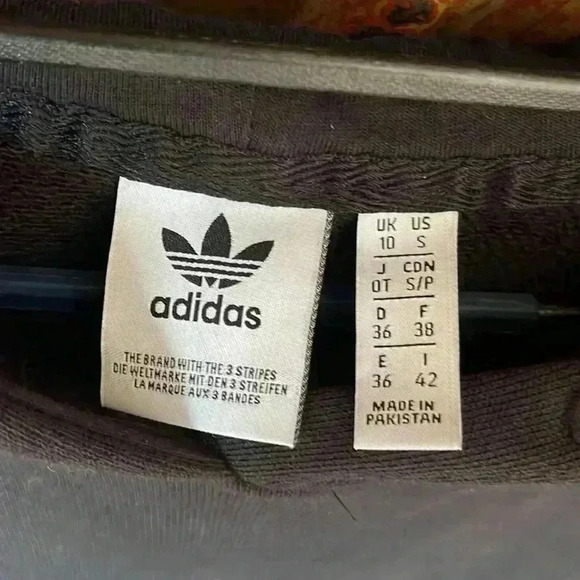 adidas
THE BRAND WITH THE 3 STRIPES
DIE WELTMARKE MIT DEN 3 STREIFEN
LA MARQUE AUX 3 BANDES
UK US
10 S
J CDN
OT S/P
D F
36 38
E I
36 42
MADE IN
PAKISTAN